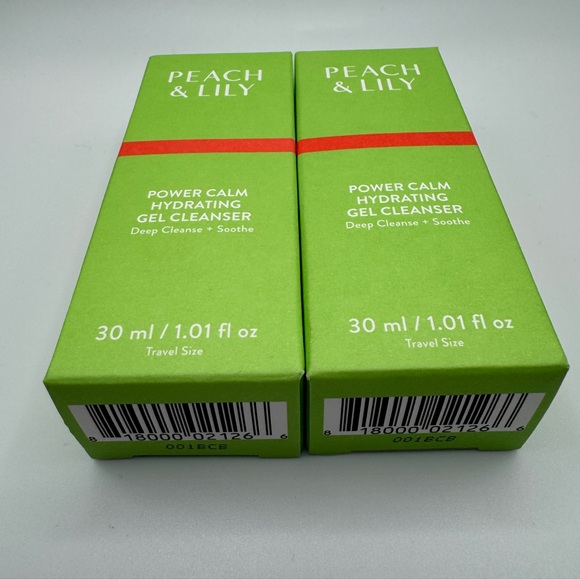 PEACH
& LILY
POWER CALM
HYDRATING
GEL CLEANSER
Deep Cleanse + Soothe
30 ml / 1.01 fl oz
Travel Size
8 18000 02126 6
001BCB
PEACH
& LILY
POWER CALM
HYDRATING
GEL CLEANSER
Deep Cleanse + Soothe
30 ml / 1.01 fl oz
Travel Size
8 18000 02126 6
001BCB